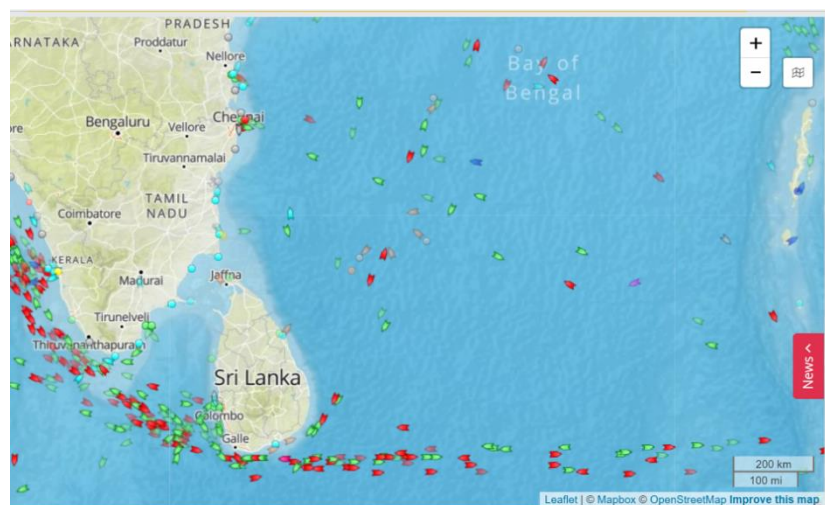 PRADESH
ARNATAKA
Proddatur
Nellore
Bay of
Bengal
+
−
ore
Bengaluru
Vellore
Chennai
Tiruvannamalai
TAMIL
NADU
Coimbatore
KERALA
Madurai
Jaffna
Tirunelveli
Thiruvananthapuram
News
Sri Lanka
Colombo
Galle
200 km
100 mi
Leaflet | © Mapbox © OpenStreetMap Improve this map